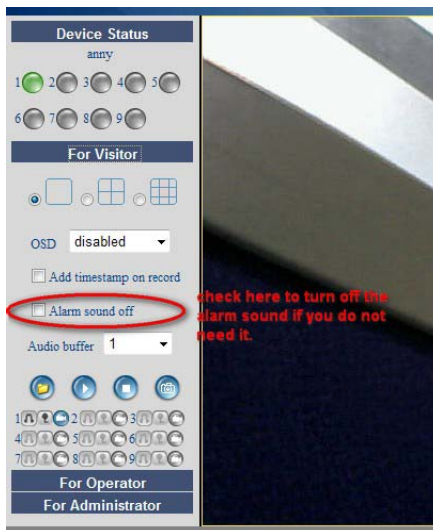 Device Status
anny
1 2 3 4 5
6 7 8 9
For Visitor
OSD disabled
Add timestamp on record
Alarm sound off
check here to turn off the
alarm sound if you do not
need it.
Audio buffer 1
1 2 3
4 5 6
7 8 9
For Operator
For Administrator